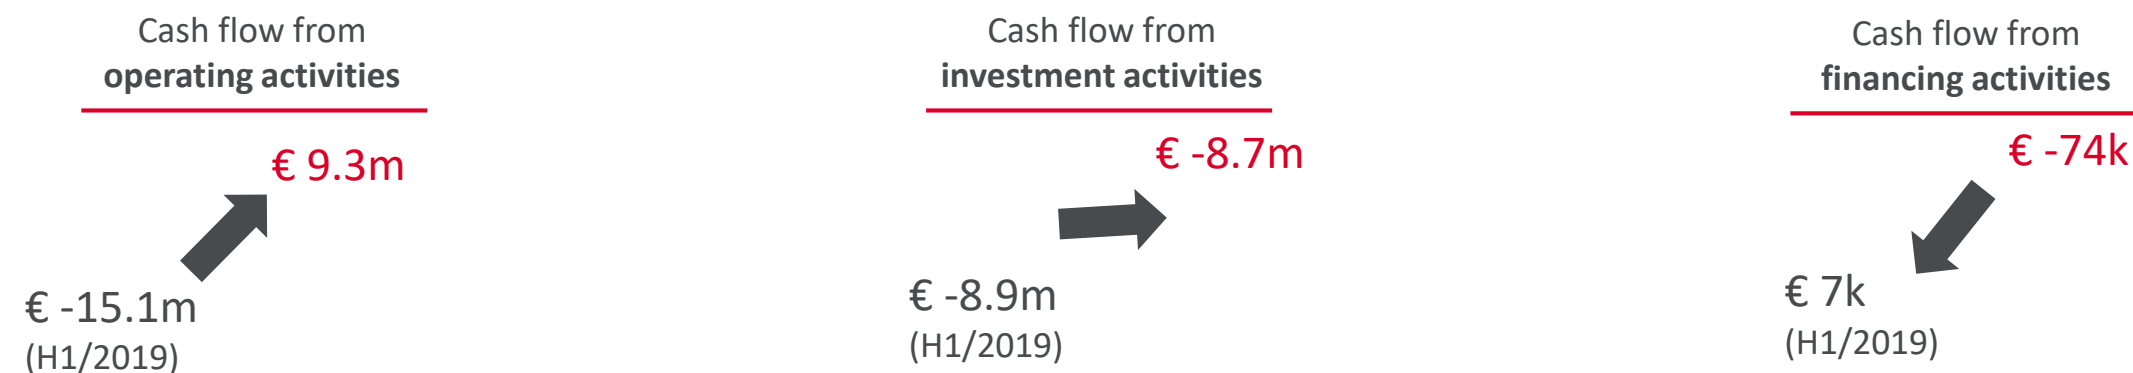 Cash flow from
operating activities
€ 9.3m
€ -15.1m
(H1/2019)
Cash flow from
investment activities
€ -8.7m
€ -8.9m
(H1/2019)
Cash flow from
financing activities
€ -74k
€ 7k
(H1/2019)